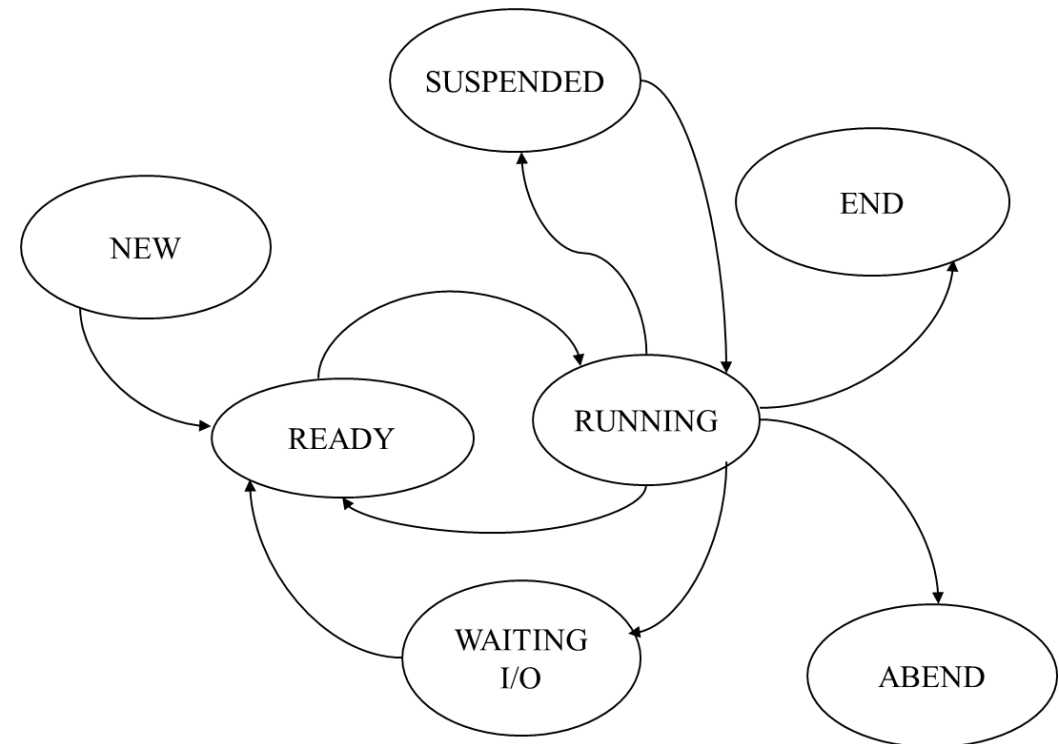 SUSPENDED
END
NEW
READY
RUNNING
WAITING
I/O
ABEND